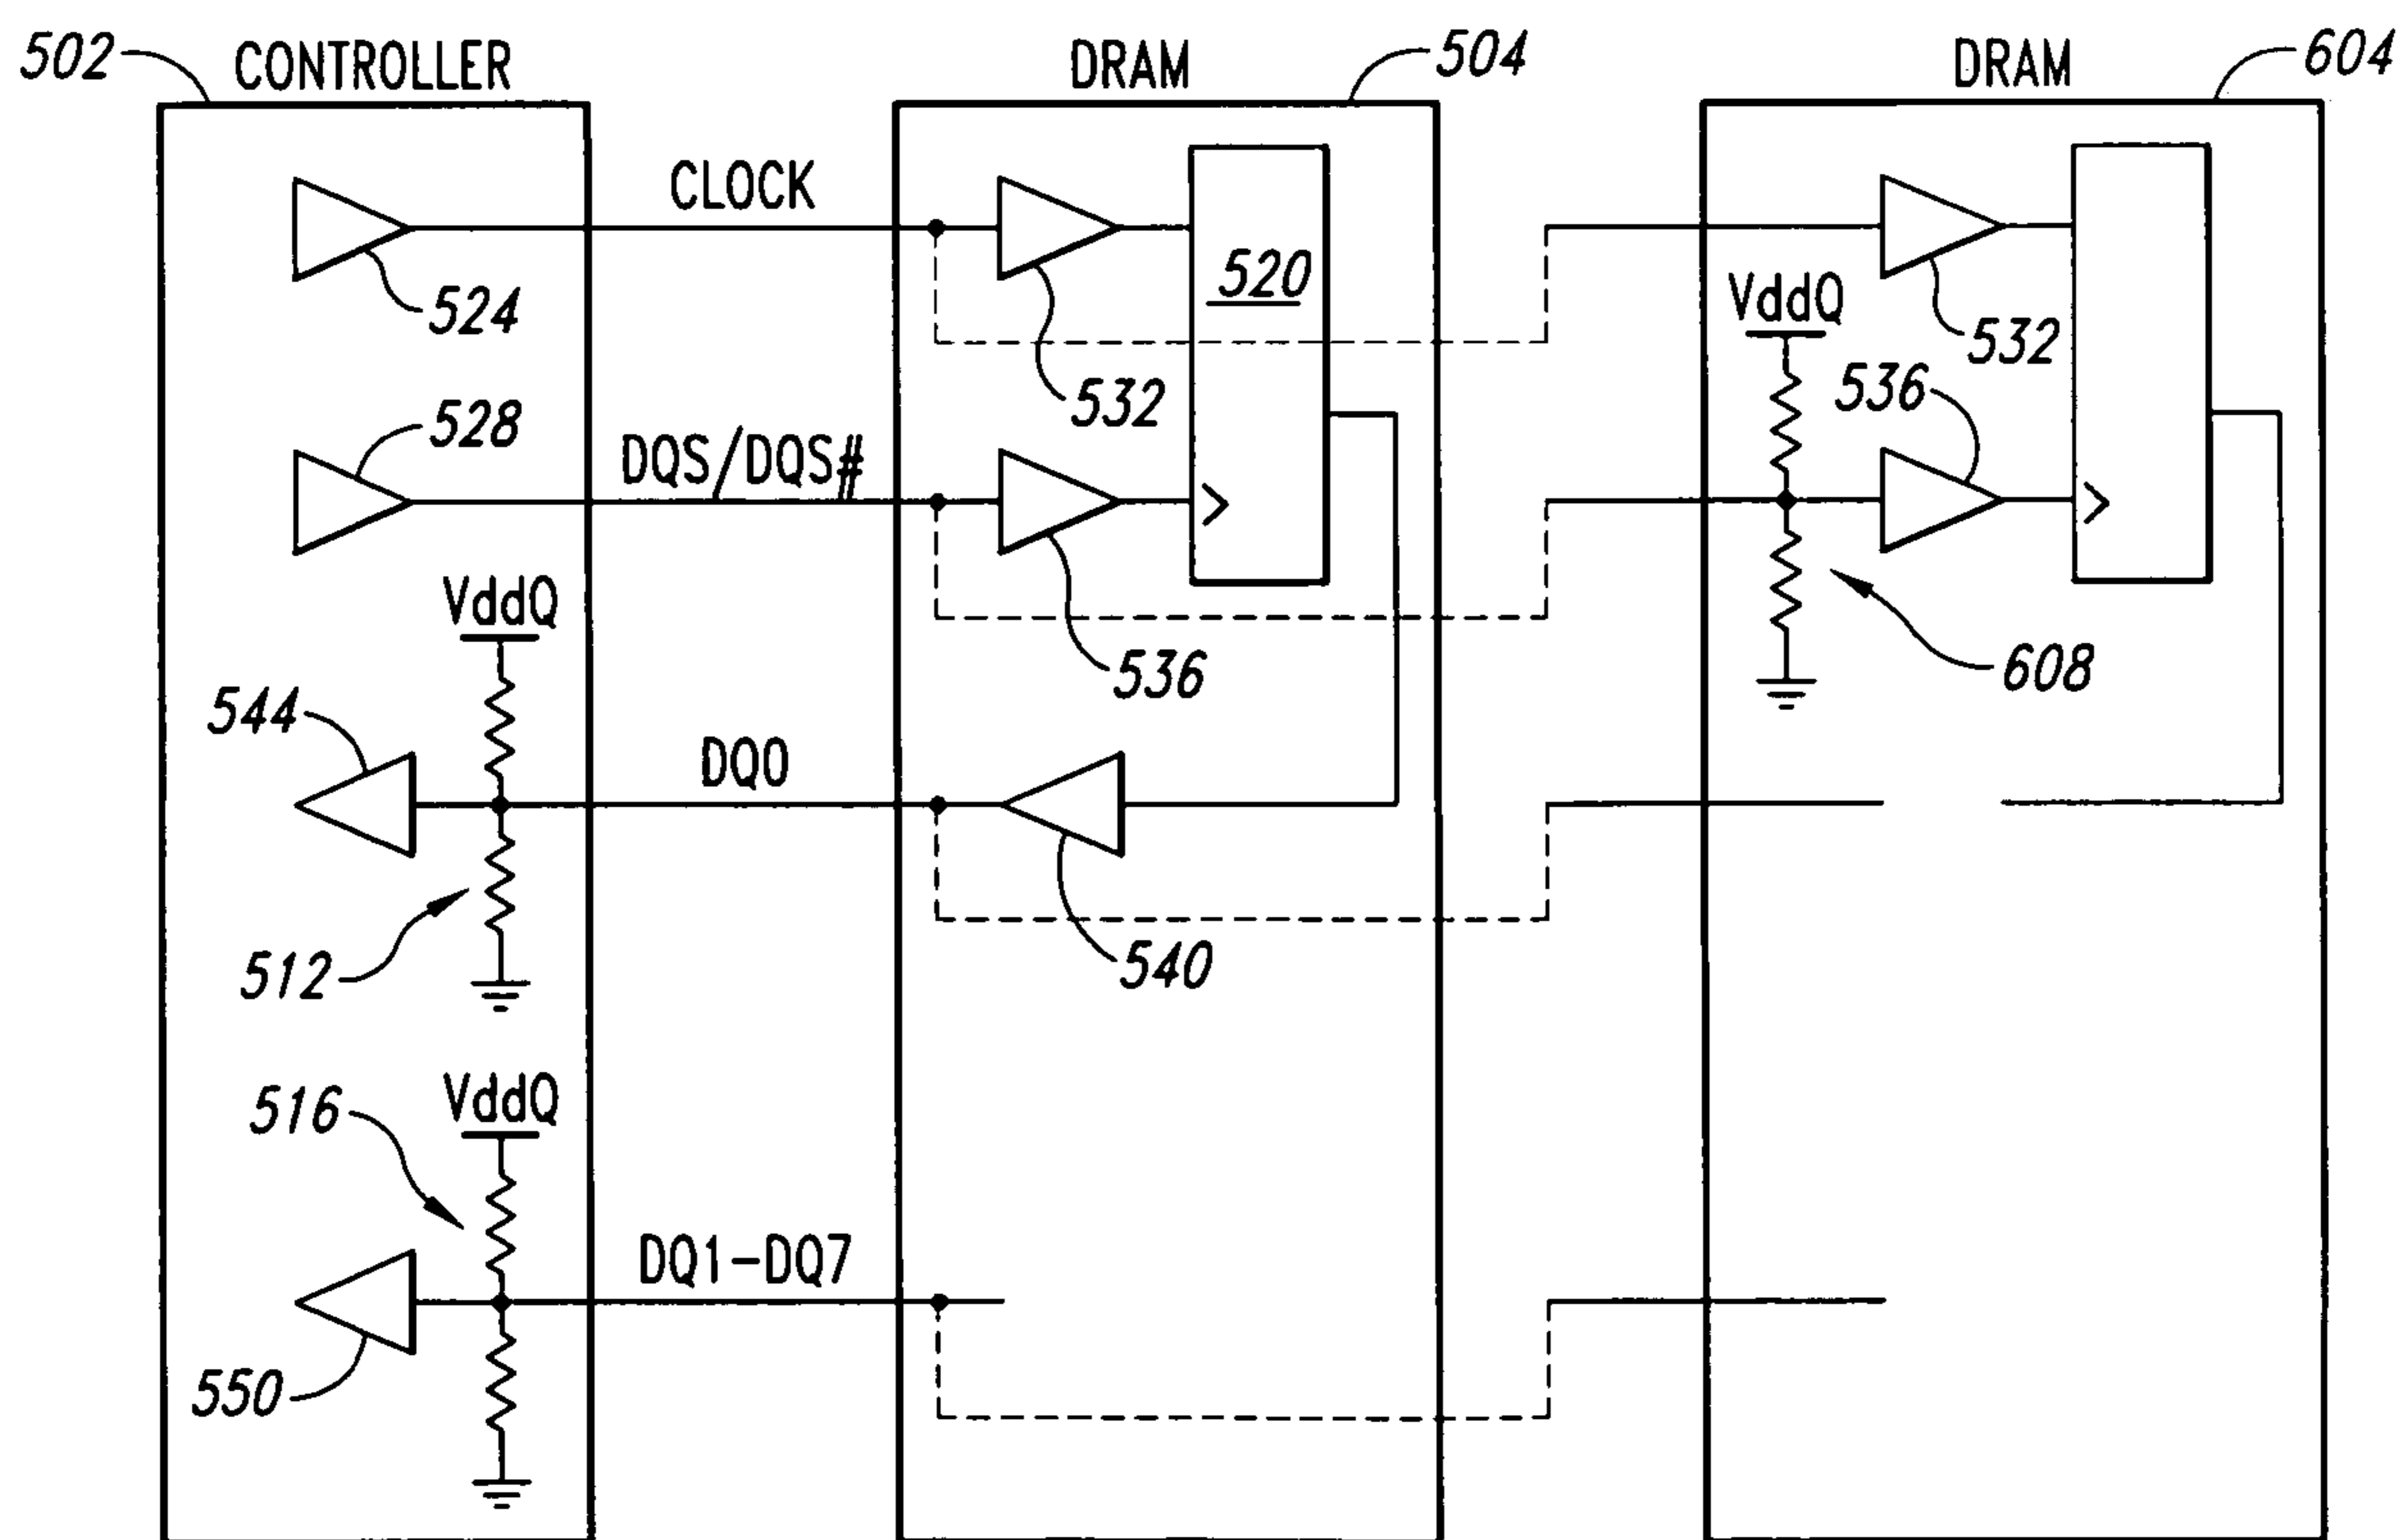 502 CONTROLLER DRAM 504 DRAM 604
CLOCK
524
520
532
VddQ
532
528
DQS/DQS#
536
536
608
VddQ
544
DQ0
512
540
516
VddQ
DQ1-DQ7
550